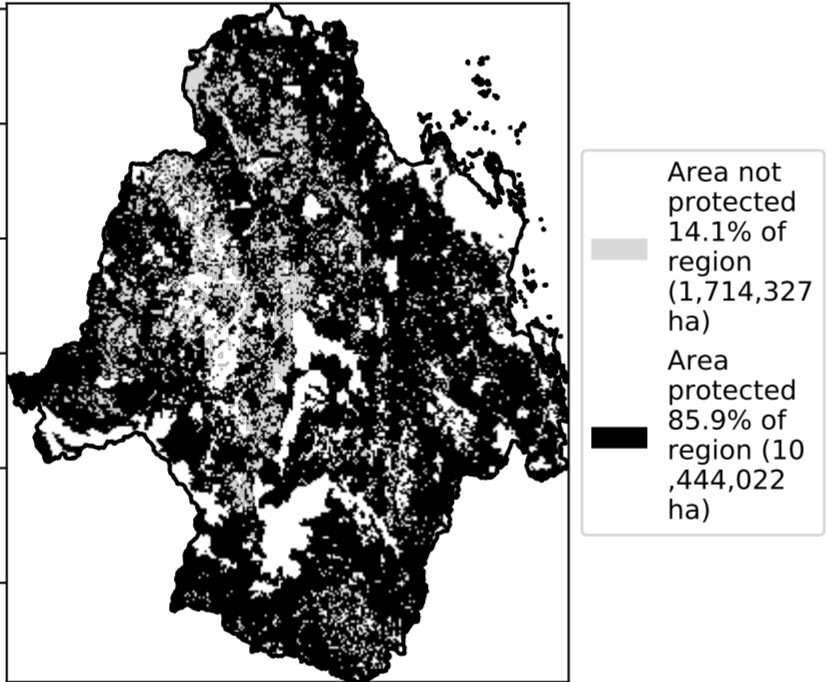 Area not
protected
14.1% of
region
(1,714,327
ha)
Area
protected
85.9% of
region (10
,444,022
ha)